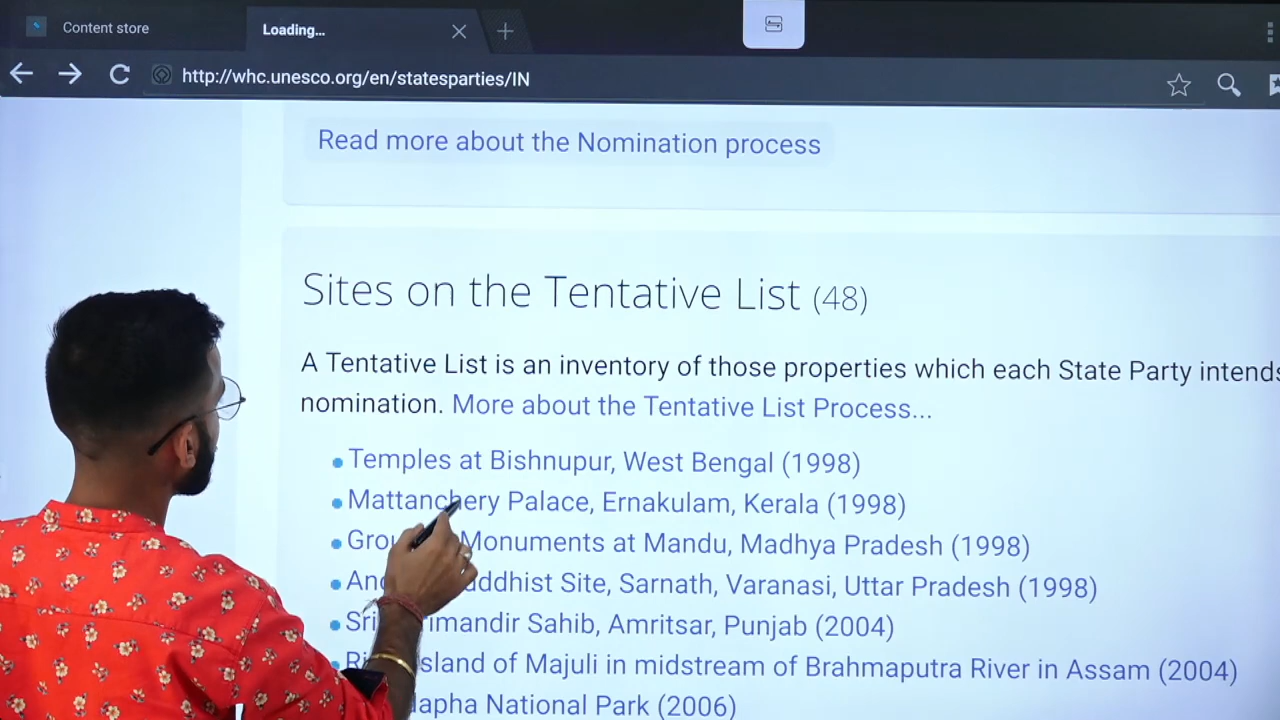 Content store
Loading...
http://whc.unesco.org/en/statesparties/IN
Read more about the Nomination process
Sites on the Tentative List (48)
A Tentative List is an inventory of those properties which each State Party intends
nomination. More about the Tentative List Process...
Temples at Bishnupur, West Bengal (1998)
Mattanchery Palace, Ernakulam, Kerala (1998)
Monuments at Mandu, Madhya Pradesh (1998)
Site, Sarnath, Varanasi, Uttar Pradesh (1998)
Sri Sahib, Amritsar, Punjab (2004)
of Majuli in midstream of Brahmaputra River in Assam (2004)
National Park (2006)